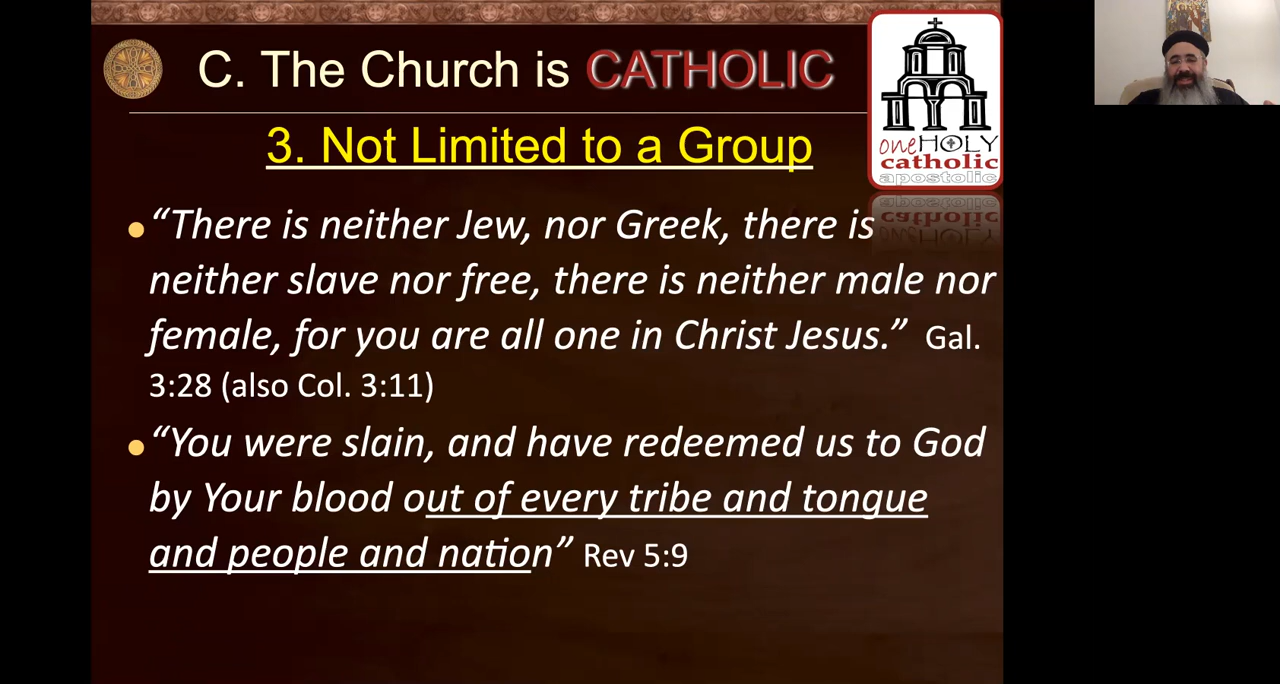 C. The Church is CATHOLIC
3. Not Limited to a Group
oneHOLY
catholic
apostolic
“There is neither Jew, nor Greek, there is
neither slave nor free, there is neither male nor
female, for you are all one in Christ Jesus.” Gal.
3:28 (also Col. 3:11)
“You were slain, and have redeemed us to God
by Your blood out of every tribe and tongue
and people and nation” Rev 5:9